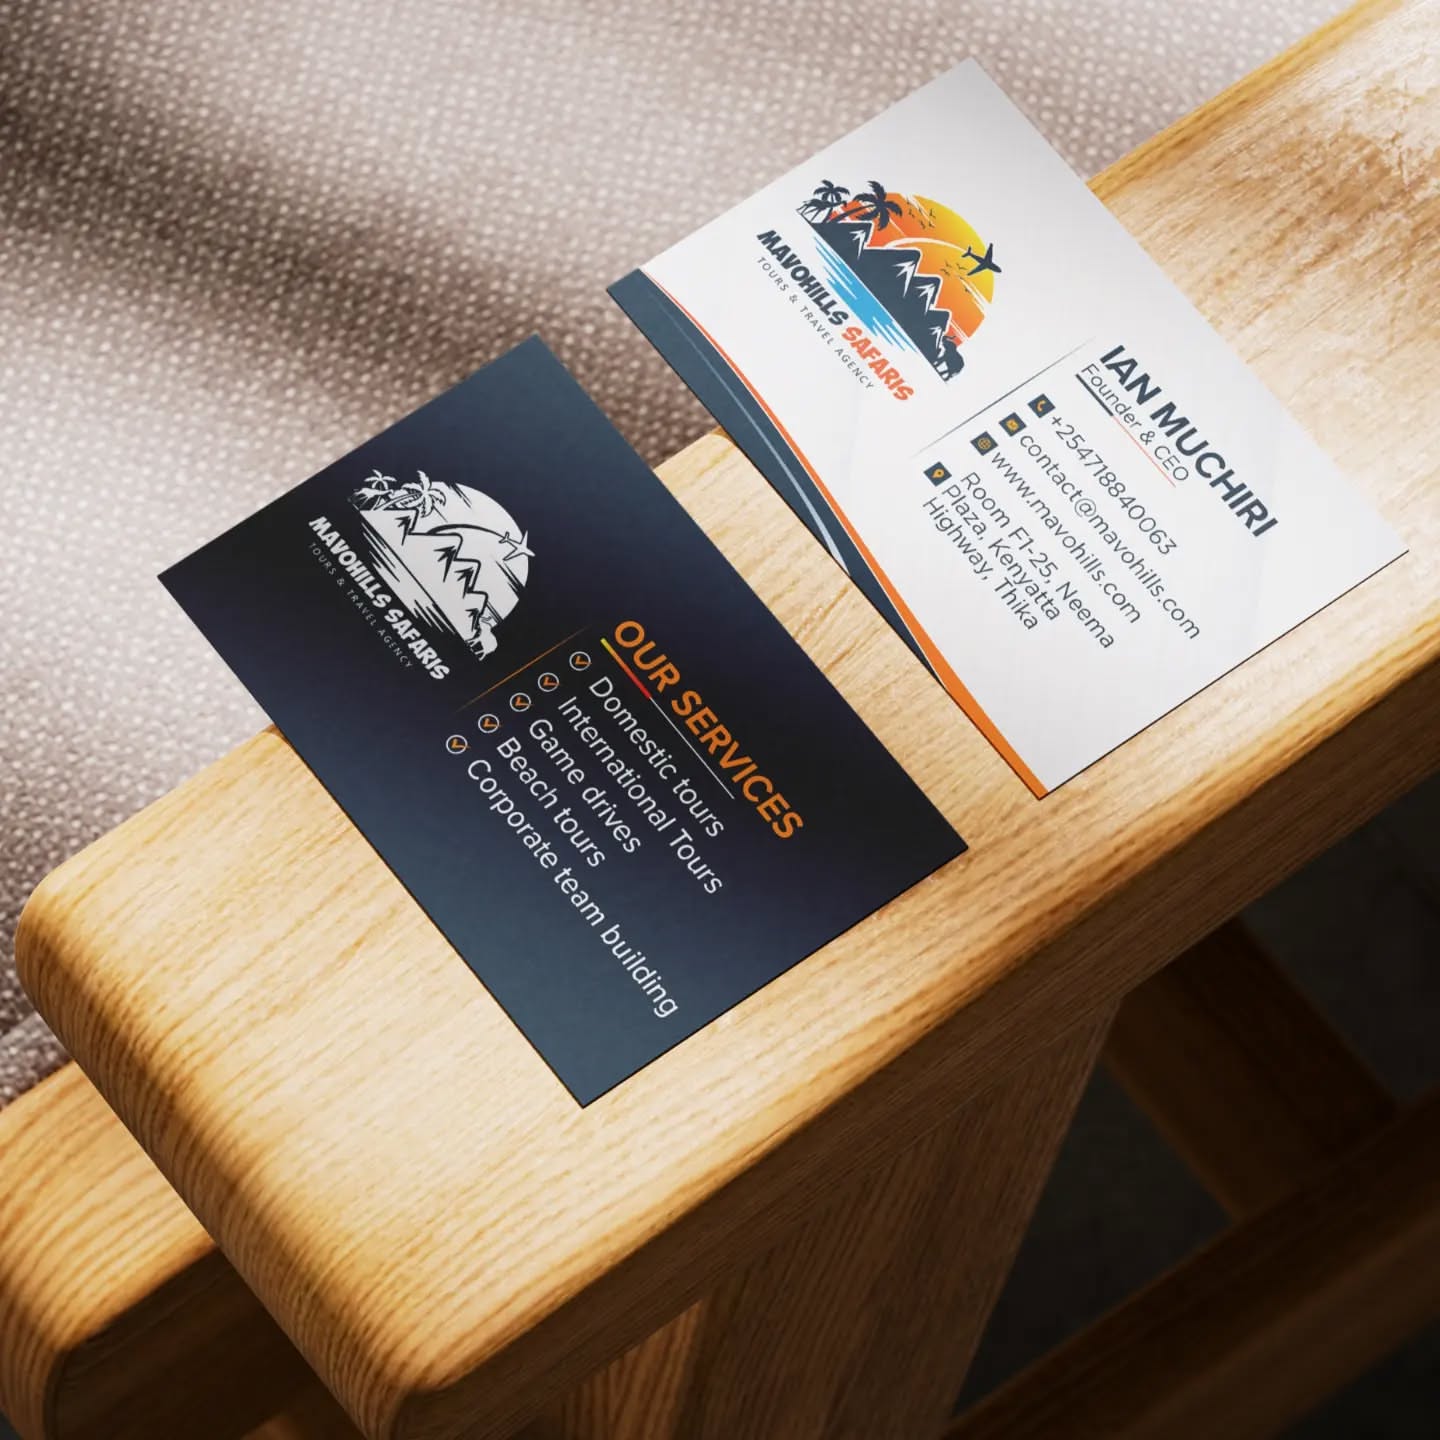 MAVOHILLS SAFARIS
TOURS & TRAVEL AGENCY
IAN MUCHIRI
Founder & CEO
+254718840063
contact@mavohills.com
www.mavohills.com
Room F1-25, Neema
Plaza, Kenyatta
Highway, Thika
MAVOHILLS SAFARIS
TOURS & TRAVEL AGENCY
OUR SERVICES
Domestic tours
International Tours
Game drives
Beach tours
Corporate team building